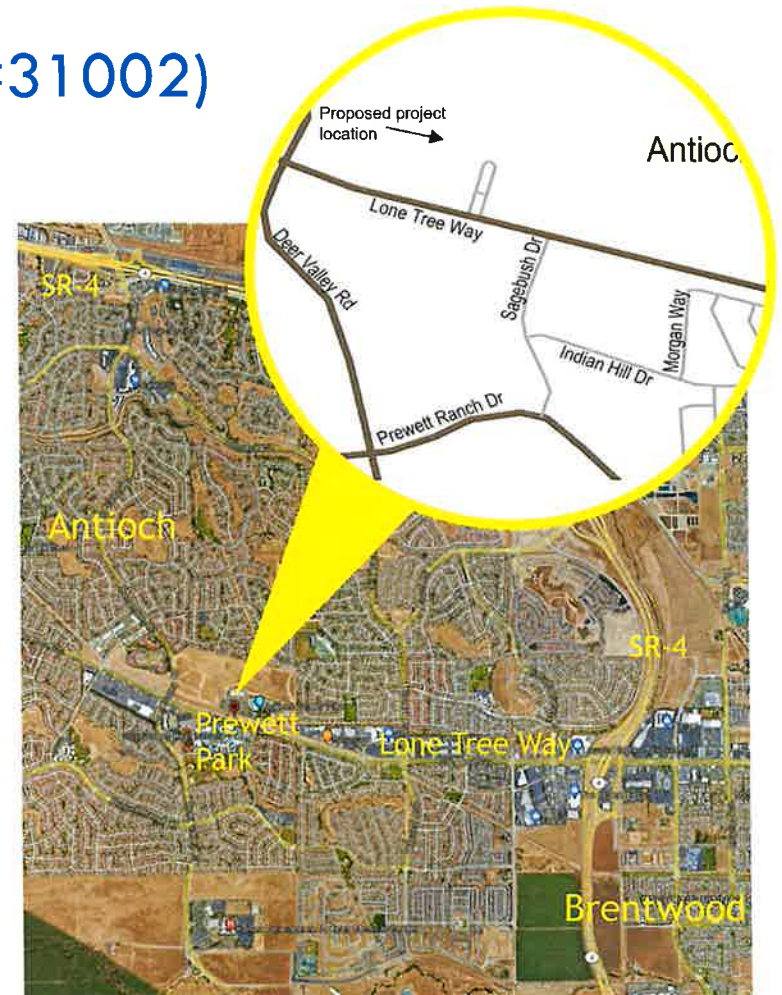 31002)
Proposed project
location
Antioc
Lone Tree Way
Deer Valley Rd
Sagebush Dr
Morgan Way
Indian Hill Dr
Prewett Ranch Dr
SR-4
Antioch
SR-4
Prewett
Park
Lone Tree Way
Brentwood